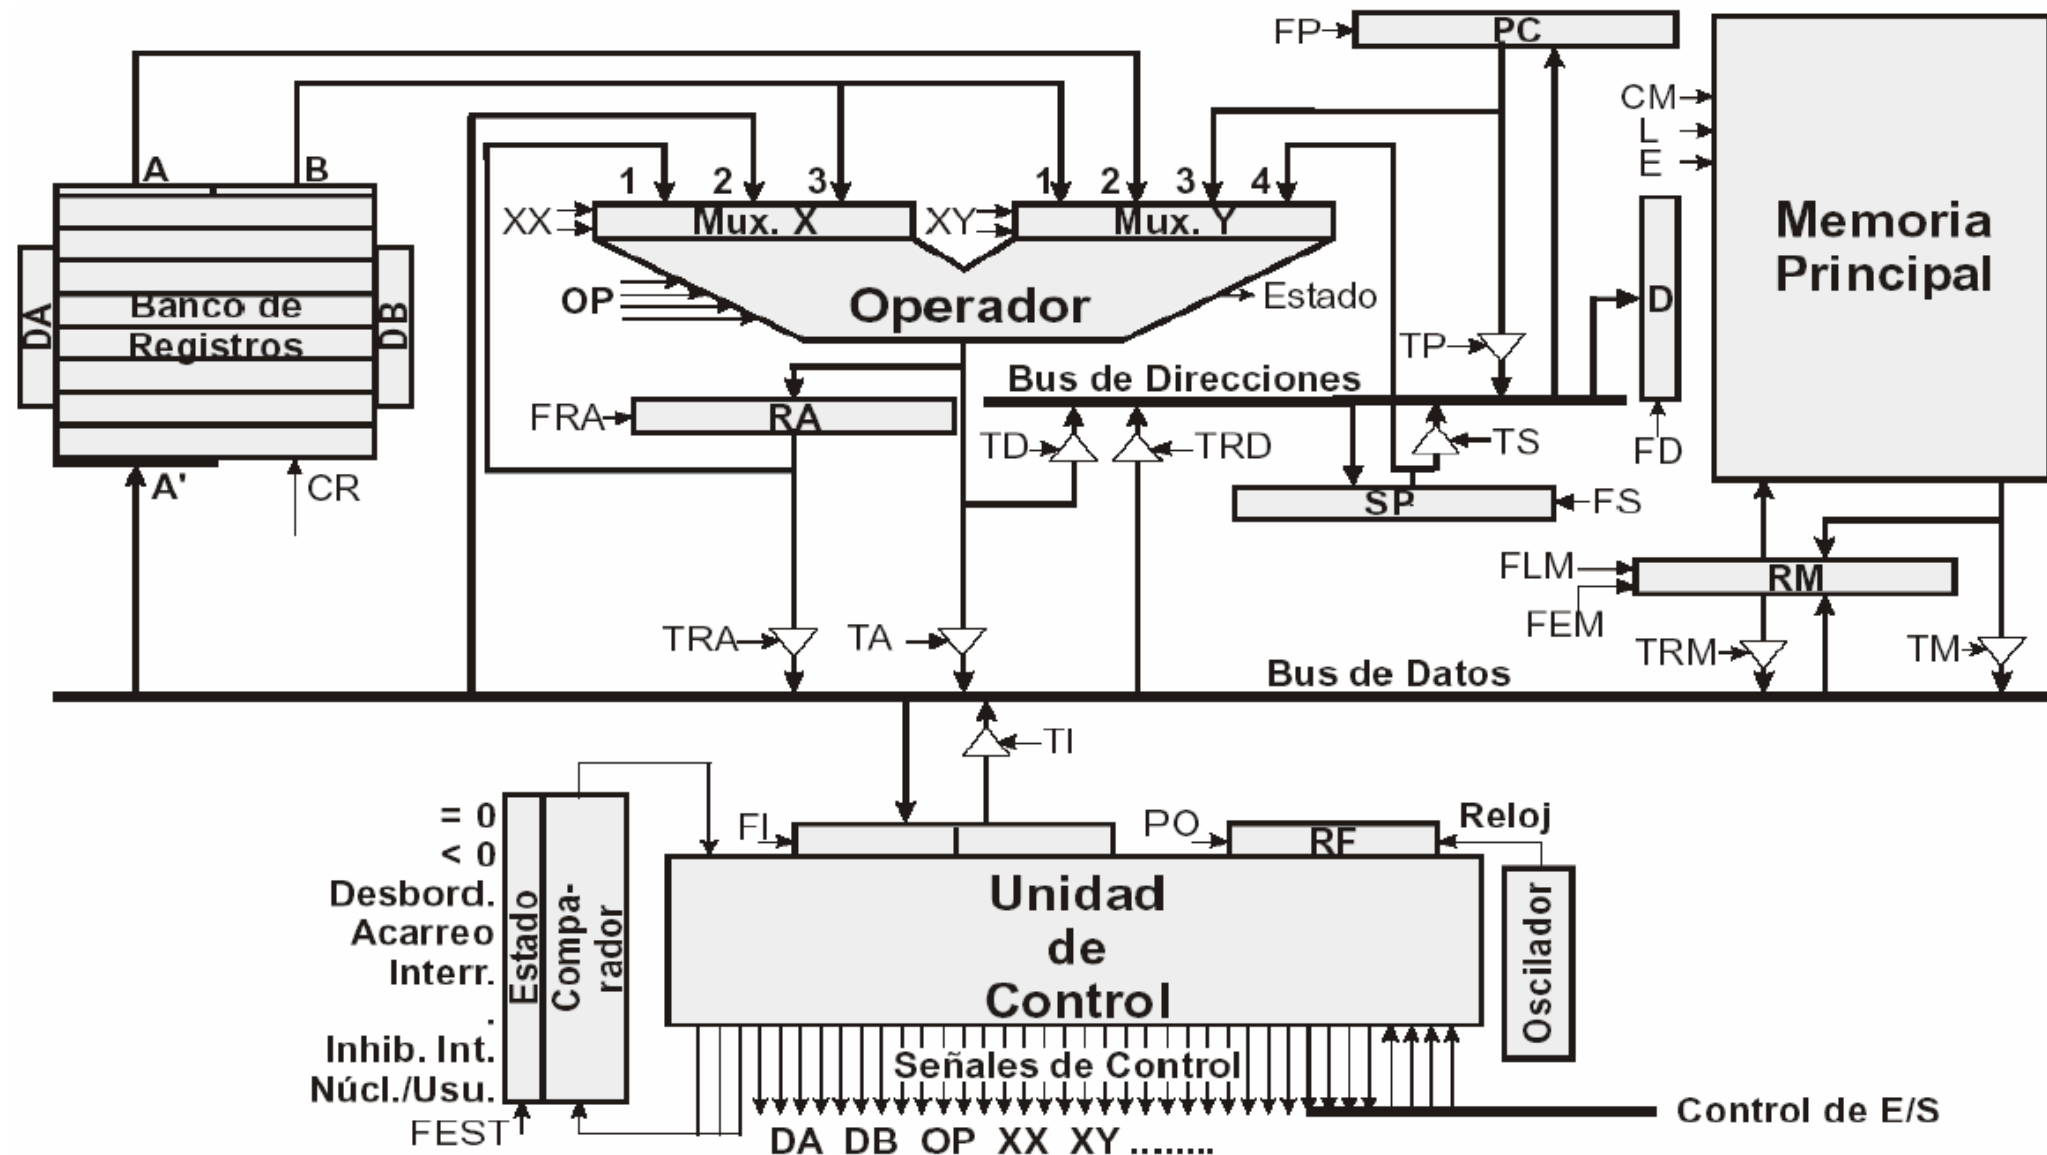 FP
PC
A
B
1
2
3
1
2
3
4
CM
L
E
XX
Mux. X
XY
Mux. Y
Memoria
Principal
DA
Banco de
Registros
DB
OP
Operador
Estado
D
TP
Bus de Direcciones
FRA
RA
TD
TRD
TS
FD
A'
CR
SP
FS
FLM
RM
FEM
TRA
TA
TRM
TM
Bus de Datos
TI
= 0
< 0
Desbord.
Acarreo
Interr.
.
Inhib. Int.
Núcl./Usu.
FEST
Estado
Compa-
rador
FI
PO
RF
Reloj
Unidad
de
Control
Oscilador
Señales de Control
Control de E/S
DA DB OP XX XY ........